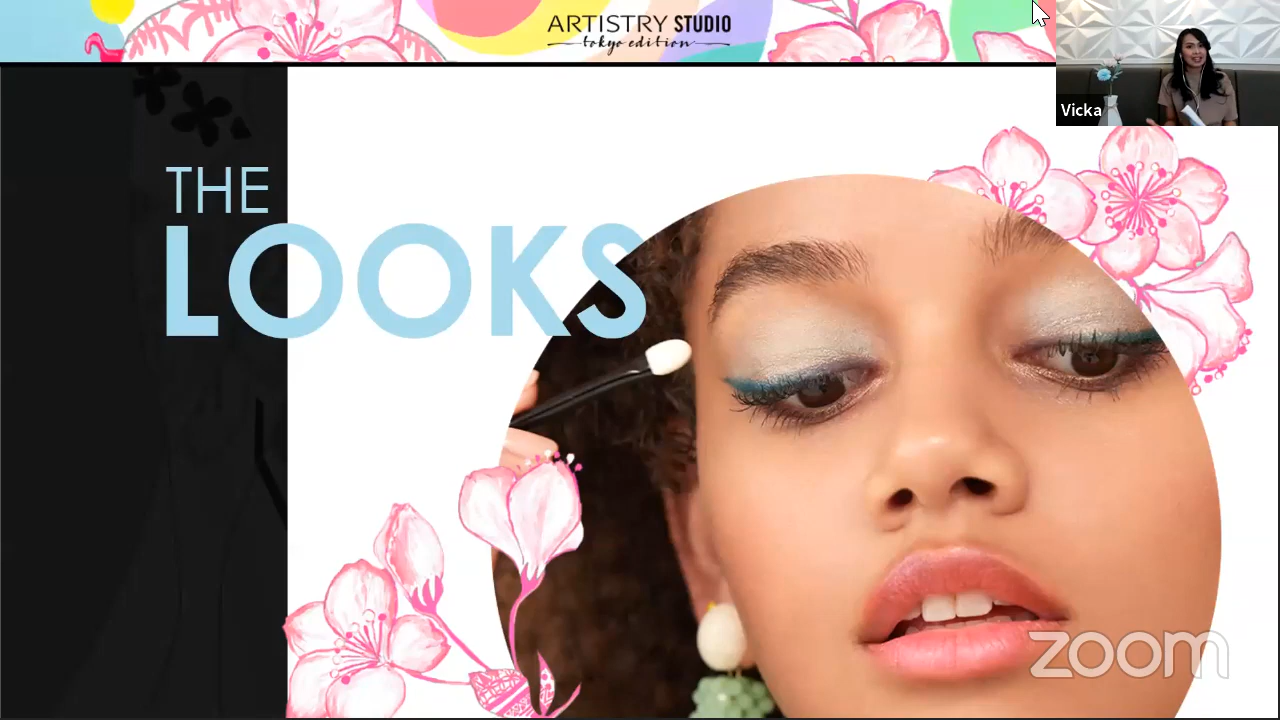 ARTISTRY STUDIO
tokyo edition
Vicka
THE
LOOKS
zoom